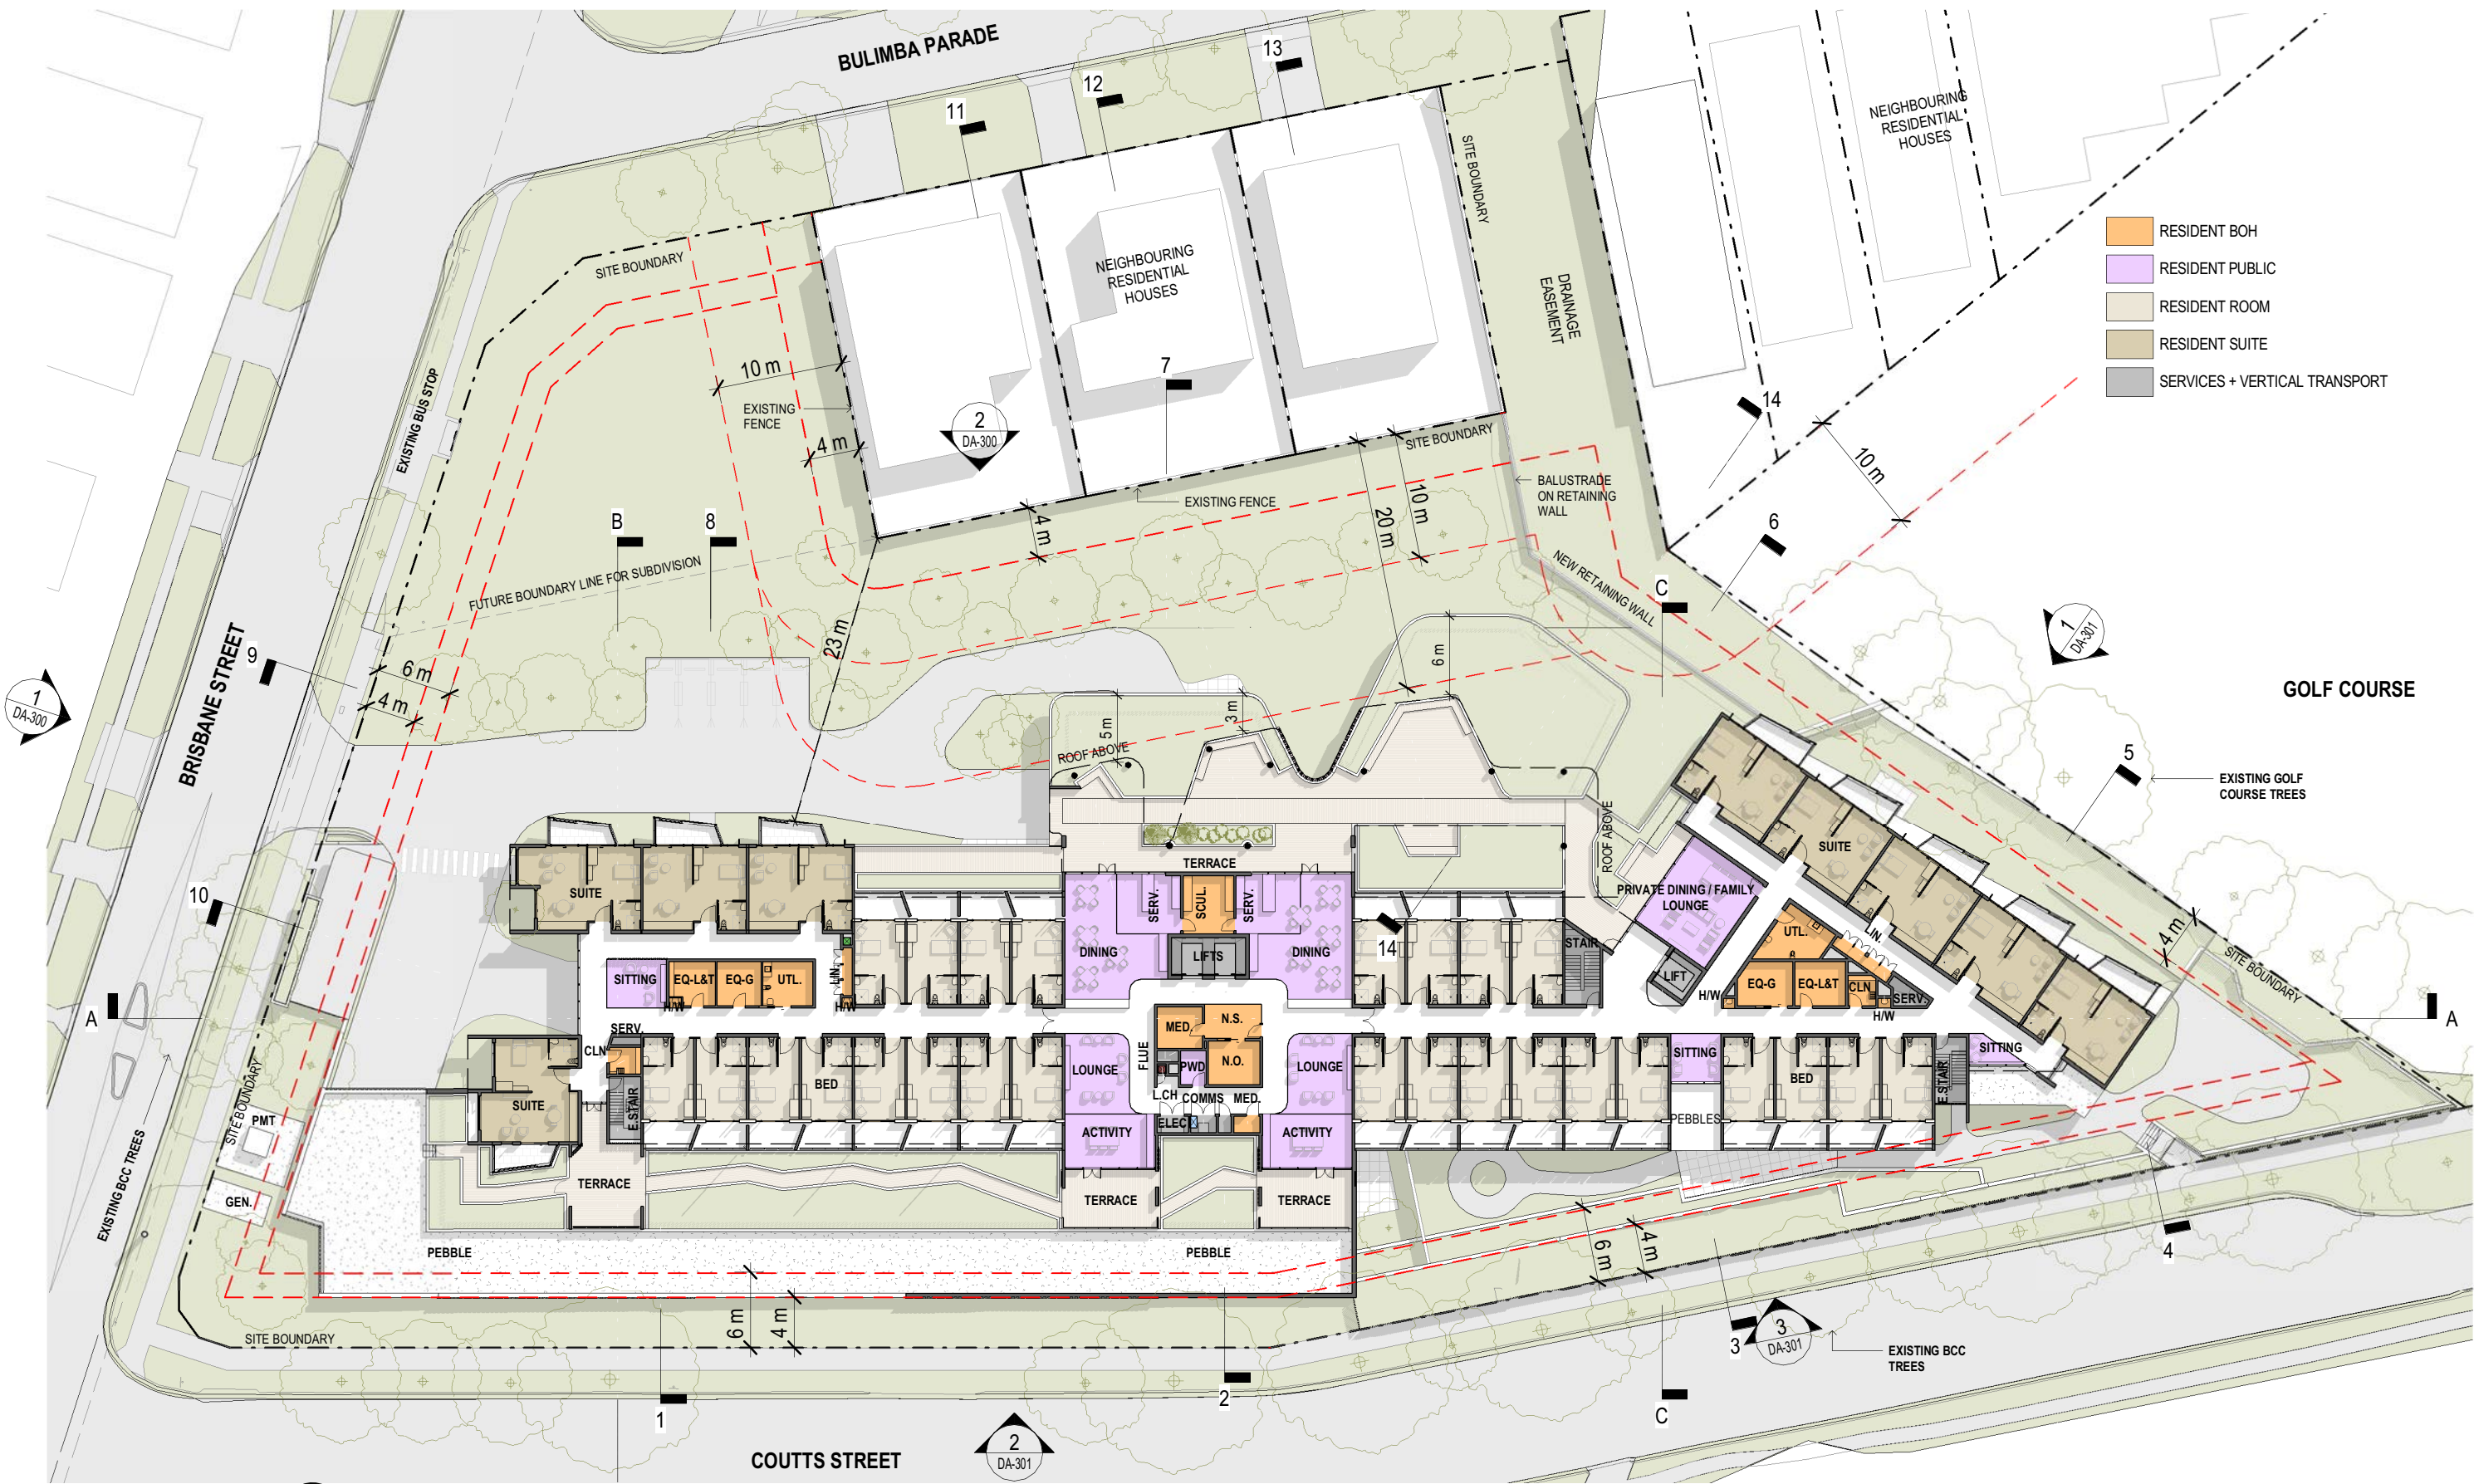 BULIMBA PARADE
13
12
11
NEIGHBOURING
RESIDENTIAL
HOUSES
SITE BOUNDARY
RESIDENT BOH
RESIDENT PUBLIC
RESIDENT ROOM
RESIDENT SUITE
SERVICES + VERTICAL TRANSPORT
SITE BOUNDARY
NEIGHBOURING
RESIDENTIAL
HOUSES
DRAINAGE
EASEMENT
10 m
7
EXISTING
FENCE
EXISTING BUS STOP
2
DA-300
14
4 m
SITE BOUNDARY
10 m
BALUSTRADE
ON RETAINING
WALL
EXISTING FENCE
10 m
20 m
B
8
4 m
6
FUTURE BOUNDARY LINE FOR SUBDIVISION
NEW RETAINING WALL
C
1
DA-301
23 m
BRISBANE STREET
9
6 m
6 m
4 m
1
DA-300
GOLF COURSE
5 m
3 m
ROOF ABOVE
5
EXISTING GOLF
COURSE TREES
ROOF ABOVE
TERRACE
SUITE
SUITE
10
SERV.
SCUL.
SERV.
PRIVATE DINING / FAMILY
LOUNGE
14
STAIR
UTL.
LIN.
4 m
DINING
LIFTS
DINING
SITTING
EQ-L&T
EQ-G
UTL.
LIN.
LIFT
EQ-G
EQ-L&T
CLN
SERV.
SITE BOUNDARY
H/W
H/W
H/W
H/W
A
A
SERV.
CLN
MED.
N.S.
FLUE
N.O.
PWD
SITTING
SITTING
LOUNGE
LOUNGE
BED
BED
SUITE
E.STAIR
L.CH
COMMS
MED.
E.STAIR
SITE BOUNDARY
PMT
ELEC
ACTIVITY
ACTIVITY
PEBBLES
EXISTING BCC TREES
TERRACE
TERRACE
TERRACE
GEN.
PEBBLE
PEBBLE
6 m
4 m
4
6 m
4 m
SITE BOUNDARY
3
3
DA-301
EXISTING BCC
TREES
1
2
C
COUTTS STREET
2
DA-301